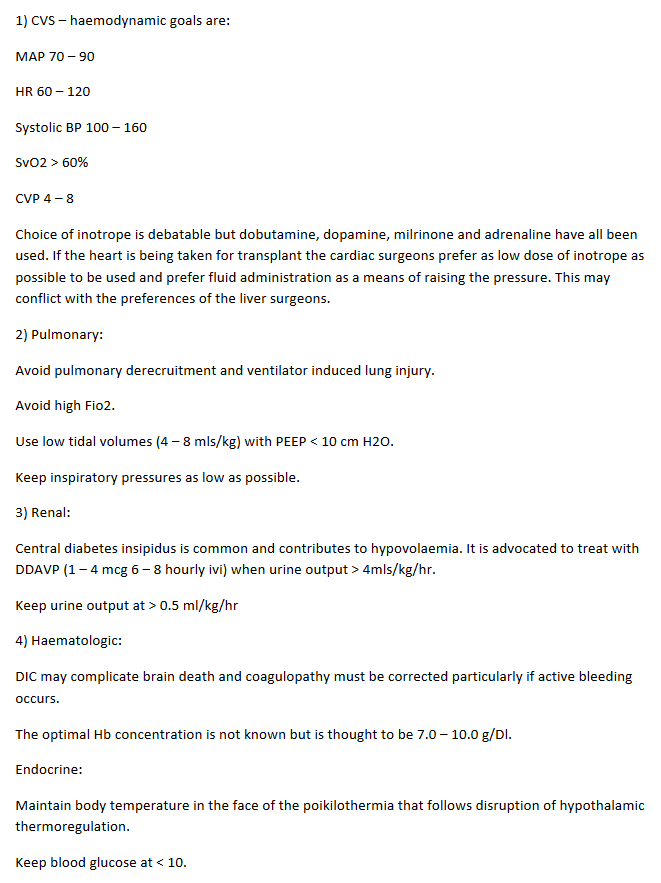 1) CVS – haemodynamic goals are:
MAP 70 – 90
HR 60 – 120
Systolic BP 100 – 160
SvO2 > 60%
CVP 4 – 8
Choice of inotrope is debatable but dobutamine, dopamine, milrinone and adrenaline have all been
used. If the heart is being taken for transplant the cardiac surgeons prefer as low dose of inotrope as
possible to be used and prefer fluid administration as a means of raising the pressure. This may
conflict with the preferences of the liver surgeons.
2) Pulmonary:
Avoid pulmonary derecruitment and ventilator induced lung injury.
Avoid high Fio2.
Use low tidal volumes (4 – 8 mls/kg) with PEEP < 10 cm H2O.
Keep inspiratory pressures as low as possible.
3) Renal:
Central diabetes insipidus is common and contributes to hypovolaemia. It is advocated to treat with
DDAVP (1 – 4 mcg 6 – 8 hourly ivi) when urine output > 4mls/kg/hr.
Keep urine output at > 0.5 ml/kg/hr
4) Haematologic:
DIC may complicate brain death and coagulopathy must be corrected particularly if active bleeding
occurs.
The optimal Hb concentration is not known but is thought to be 7.0 – 10.0 g/Dl.
Endocrine:
Maintain body temperature in the face of the poikilothermia that follows disruption of hypothalamic
thermoregulation.
Keep blood glucose at < 10.